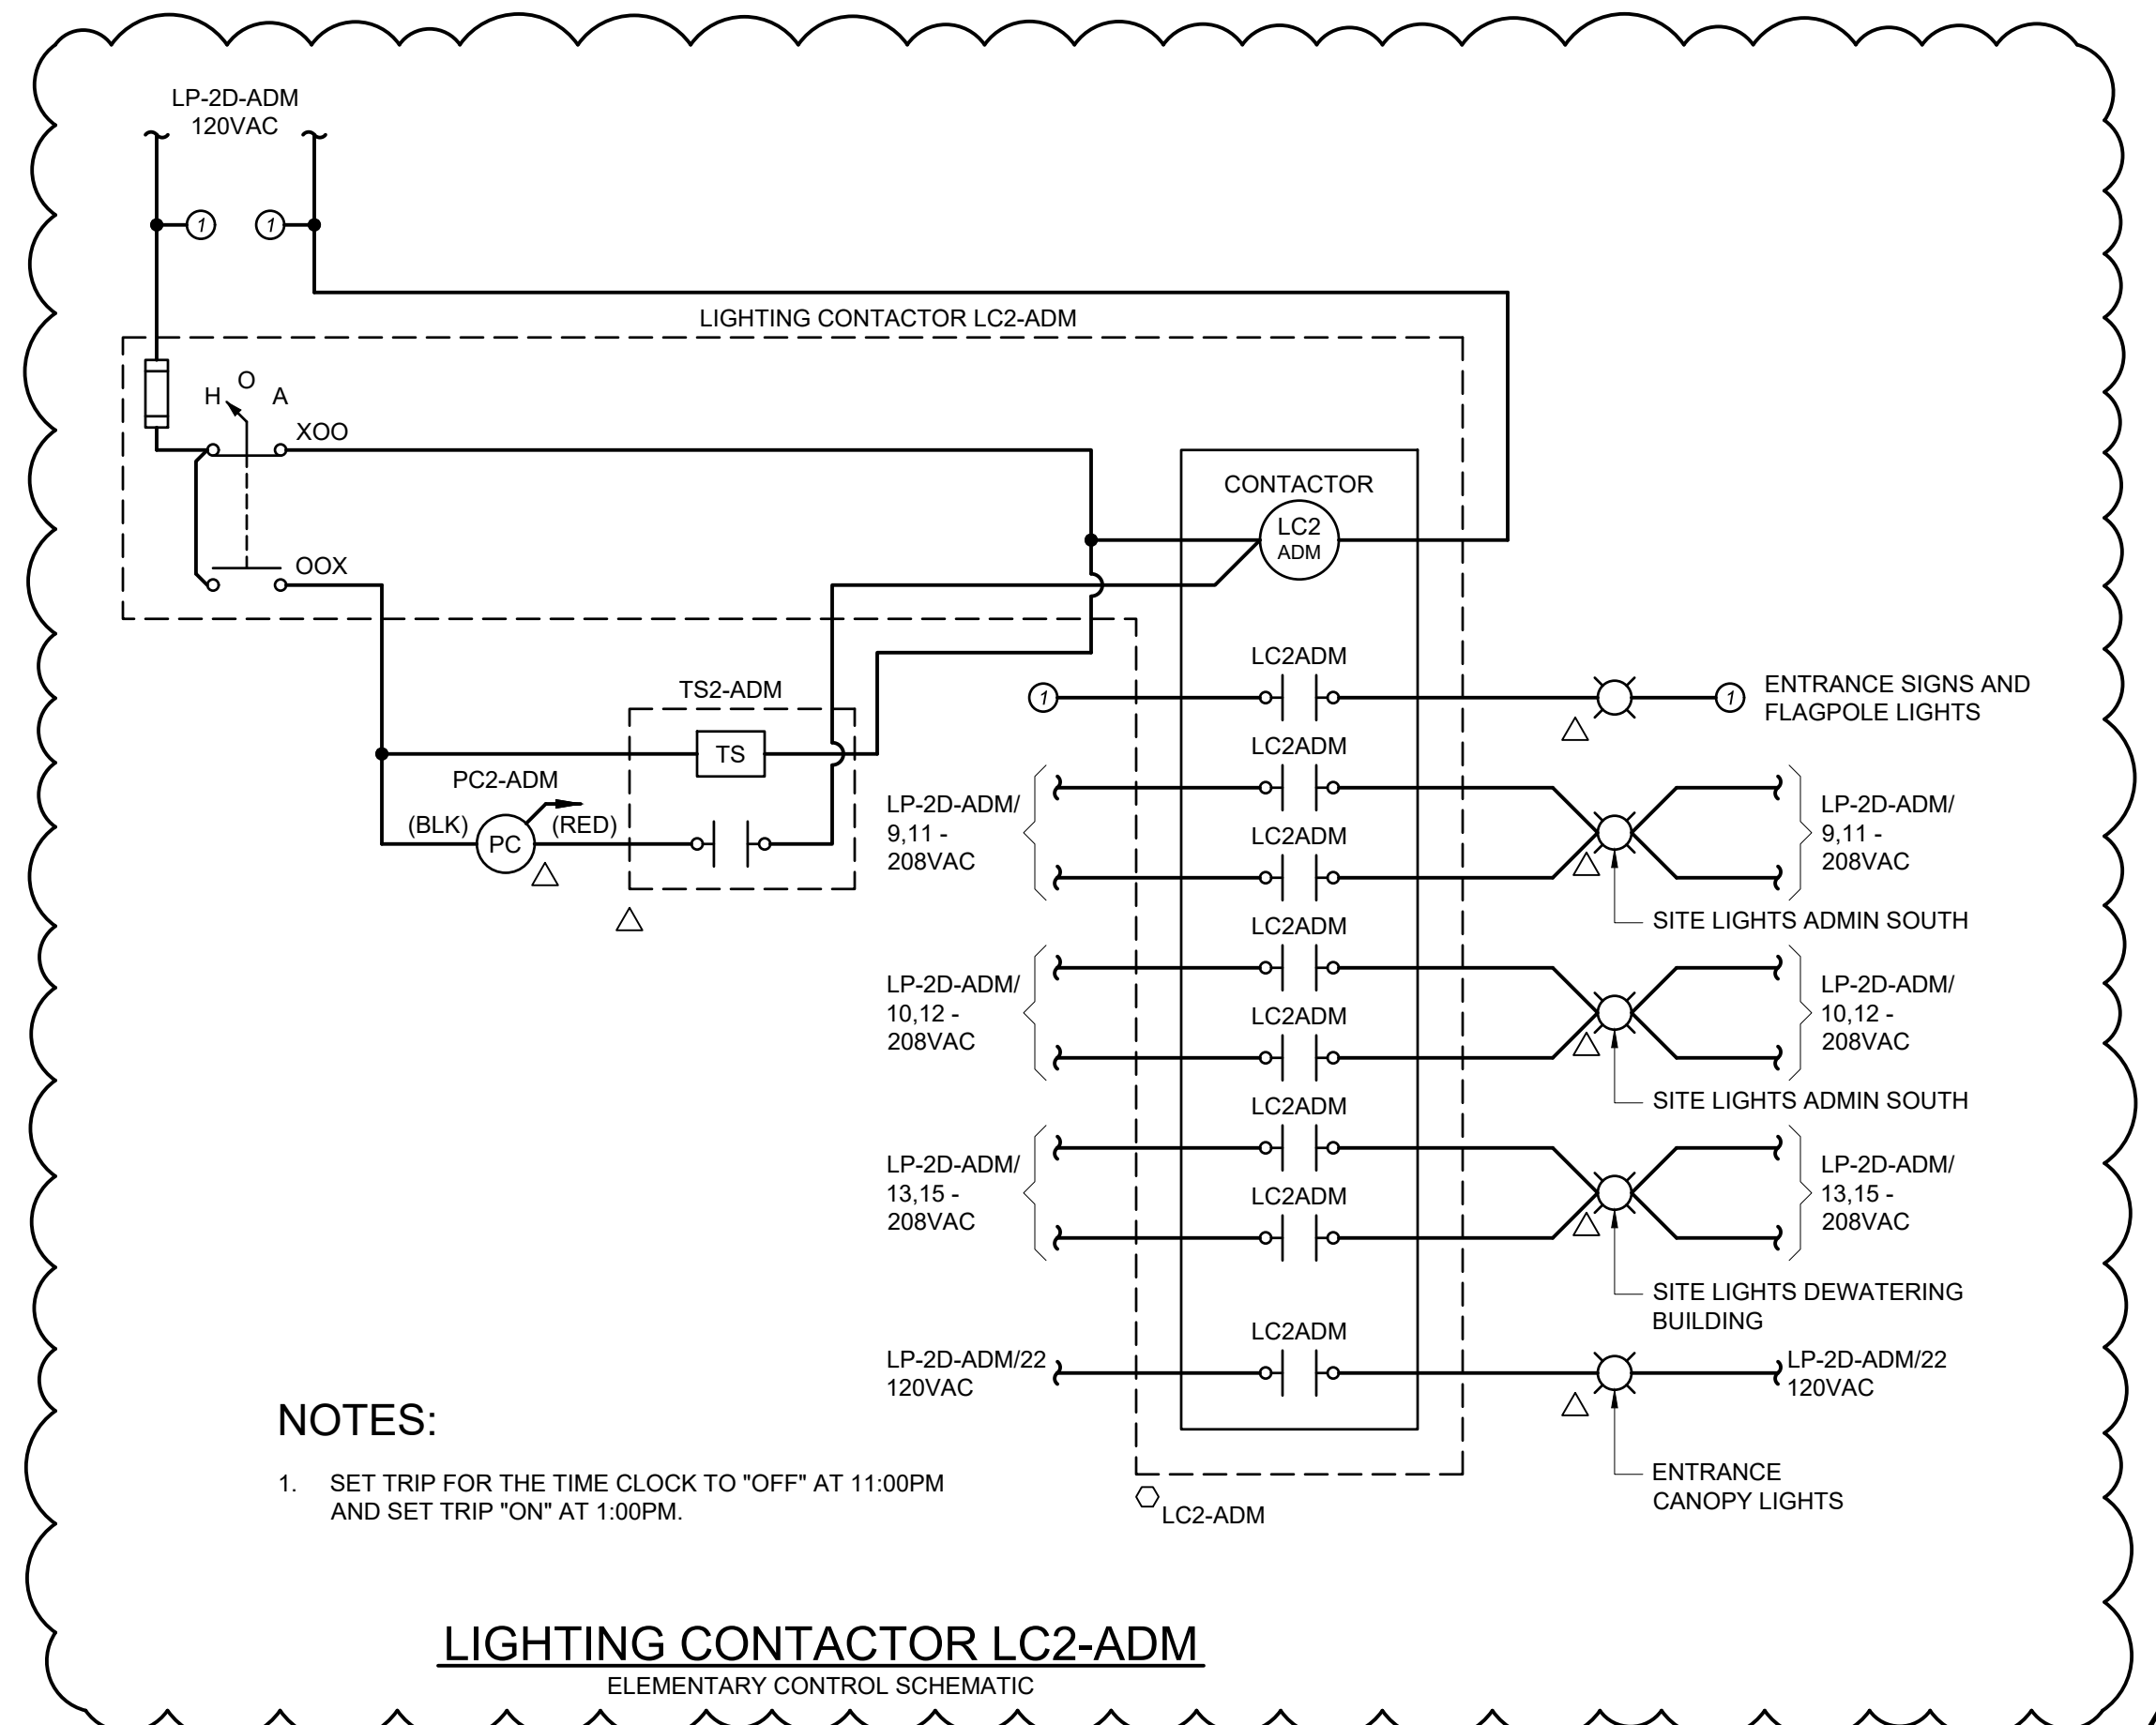 LP-2D-ADM
120VAC
1
1
LIGHTING CONTACTOR LC2-ADM
H
O
A
XOO
OOX
CONTACTOR
LC2
ADM
TS2-ADM
TS
PC2-ADM
(BLK)
PC
(RED)
LC2ADM
1
1
ENTRANCE SIGNS AND
FLAGPOLE LIGHTS
LC2ADM
LP-2D-ADM/
9,11 -
208VAC
LC2ADM
LP-2D-ADM/
9,11 -
208VAC
SITE LIGHTS ADMIN SOUTH
LC2ADM
LP-2D-ADM/
10,12 -
208VAC
LC2ADM
LP-2D-ADM/
10,12 -
208VAC
SITE LIGHTS ADMIN SOUTH
LC2ADM
LP-2D-ADM/
13,15 -
208VAC
LC2ADM
LP-2D-ADM/
13,15 -
208VAC
SITE LIGHTS DEWATERING
BUILDING
LC2ADM
LP-2D-ADM/22
120VAC
LP-2D-ADM/22
120VAC
ENTRANCE
CANOPY LIGHTS
LC2-ADM
NOTES:
1. SET TRIP FOR THE TIME CLOCK TO "OFF" AT 11:00PM
AND SET TRIP "ON" AT 1:00PM.
LIGHTING CONTACTOR LC2-ADM
ELEMENTARY CONTROL SCHEMATIC